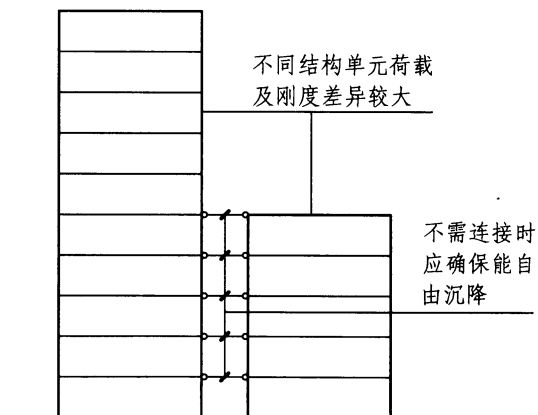 不同结构单元荷载
及刚度差异较大
不需连接时
应确保能自
由沉降